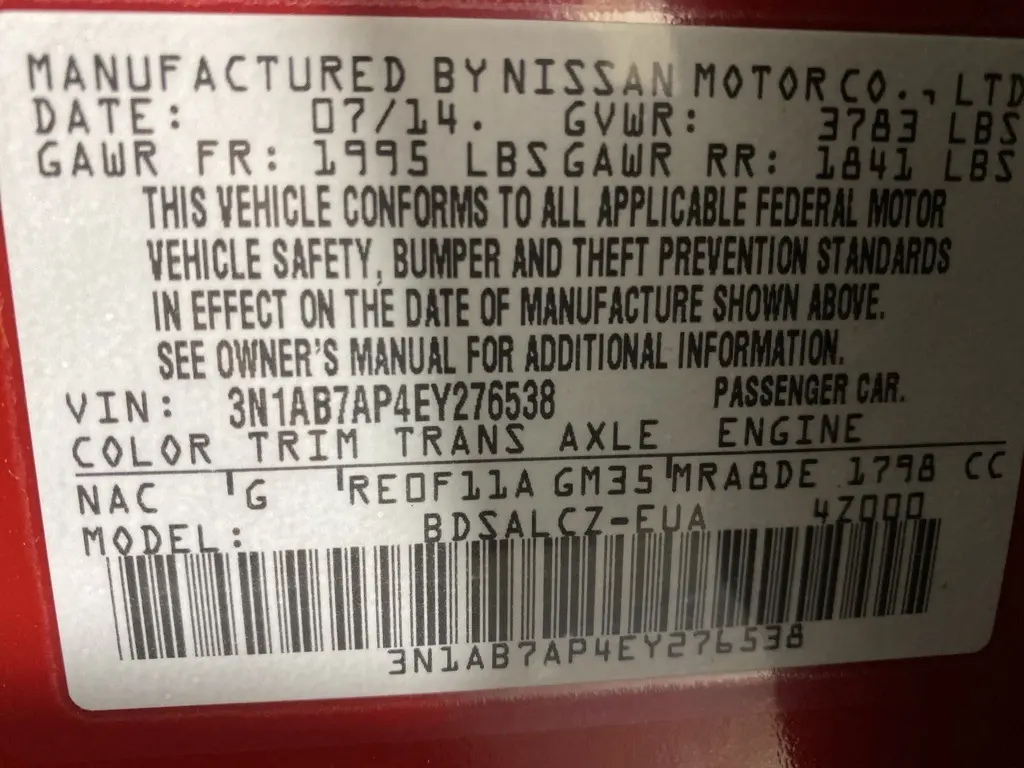 MANUFACTURED BY NISSAN MOTOR CO., LTD
DATE: 07/14. GVWR: 3783 LBS
GAWR FR: 1995 LBS GAWR RR: 1841 LBS
THIS VEHICLE CONFORMS TO ALL APPLICABLE FEDERAL MOTOR
VEHICLE SAFETY, BUMPER AND THEFT PREVENTION STANDARDS
IN EFFECT ON THE DATE OF MANUFACTURE SHOWN ABOVE.
SEE OWNER'S MANUAL FOR ADDITIONAL INFORMATION.
VIN: 3N1AB7AP4EY276538 PASSENGER CAR.
COLOR TRIM TRANS AXLE ENGINE
NAC G RE0F11A GM35 MRA8DE 1798 CC
MODEL: BDSALCZ-EUA 4Z000
3N1AB7AP4EY276538